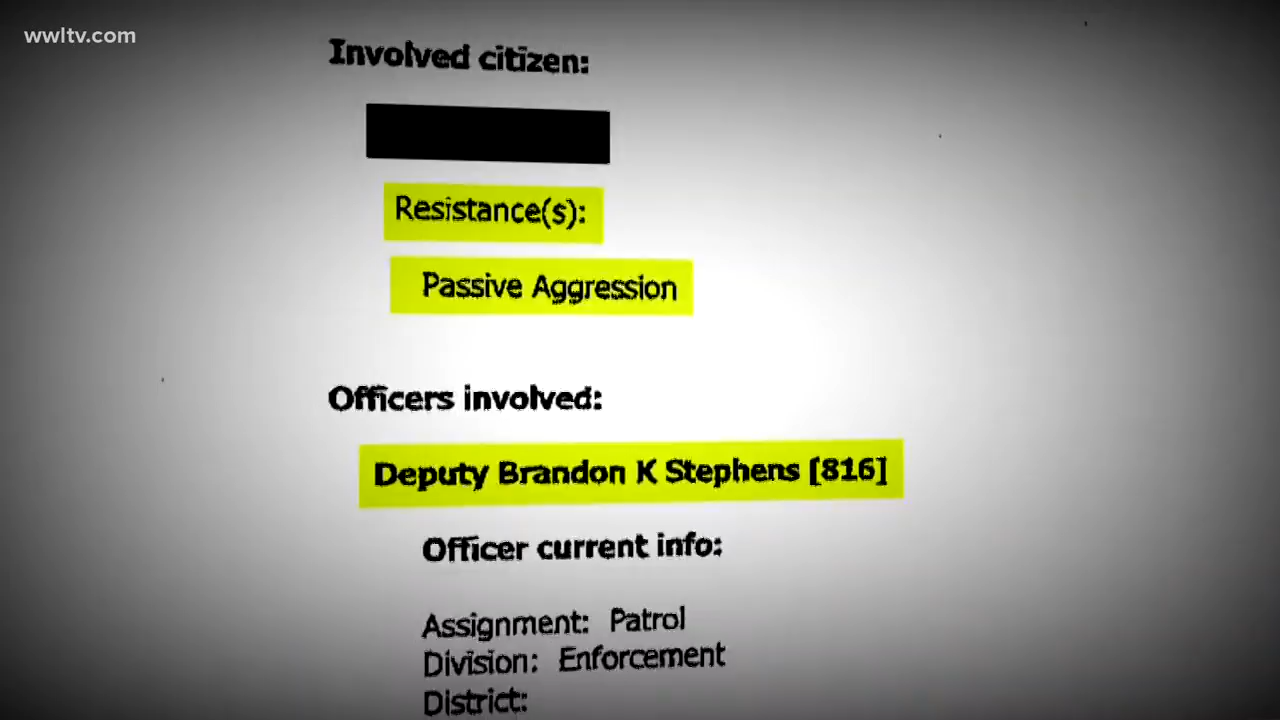 wwltv.com
Involved citizen:
Resistance(s):
Passive Aggression
Officers involved:
Deputy Brandon K Stephens [816]
Officer current info:
Assignment: Patrol
Division: Enforcement
District: